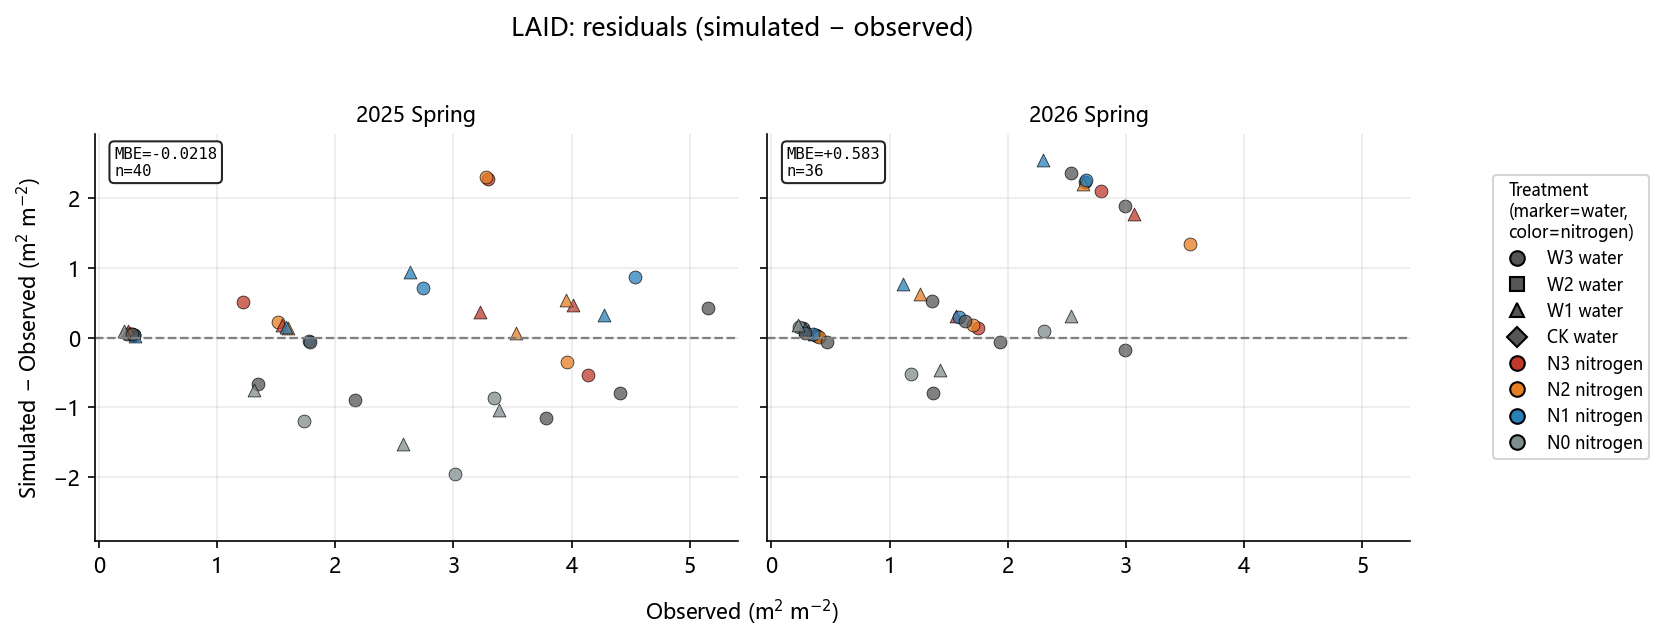 LAID: residuals (simulated − observed)
2025 Spring
2026 Spring
MBE=-0.0218
n=40
MBE=+0.583
n=36
Simulated − Observed (m² m⁻²)
2
1
0
−1
−2
0 1 2 3 4 5
0 1 2 3 4 5
Observed (m² m⁻²)
Treatment
(marker=water,
color=nitrogen)
W3 water
W2 water
W1 water
CK water
N3 nitrogen
N2 nitrogen
N1 nitrogen
N0 nitrogen